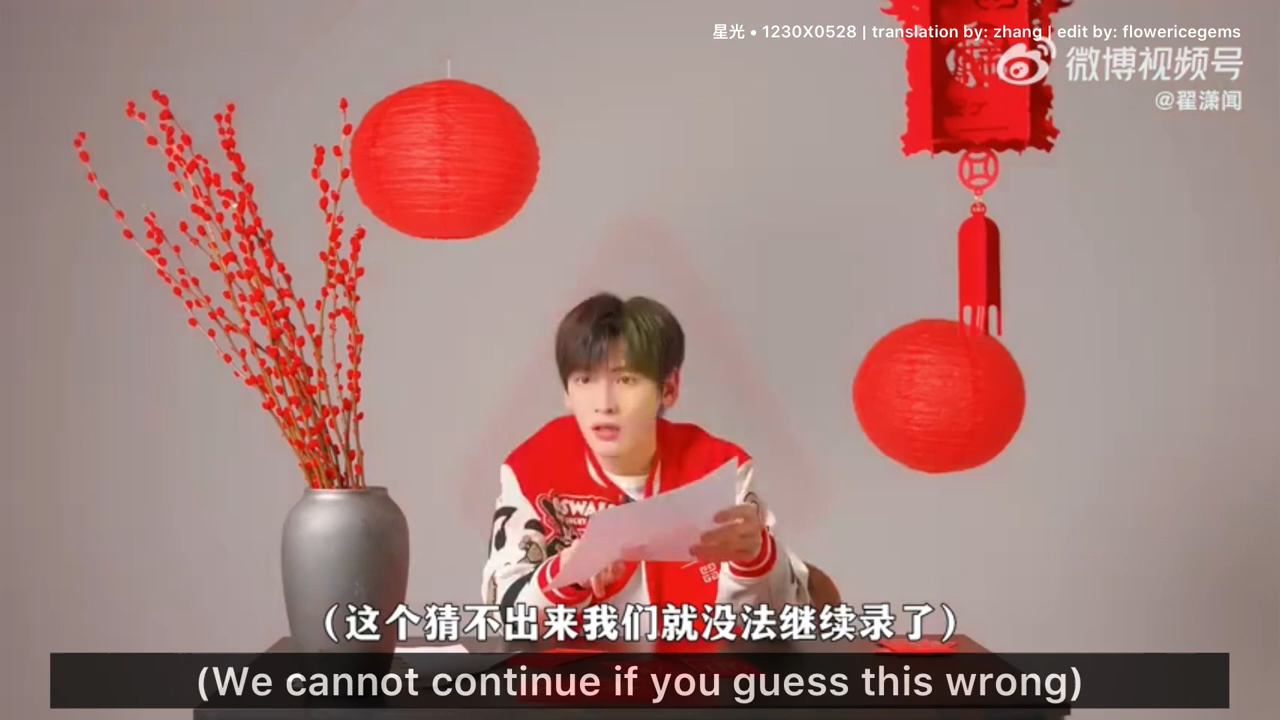 星光 • 1230X0528 | translation by: zhang | edit by: flowericegems
微博视频号
@翟潇闻
SWA
(这个猜不出来我们就没法继续录了)
(We cannot continue if you guess this wrong)